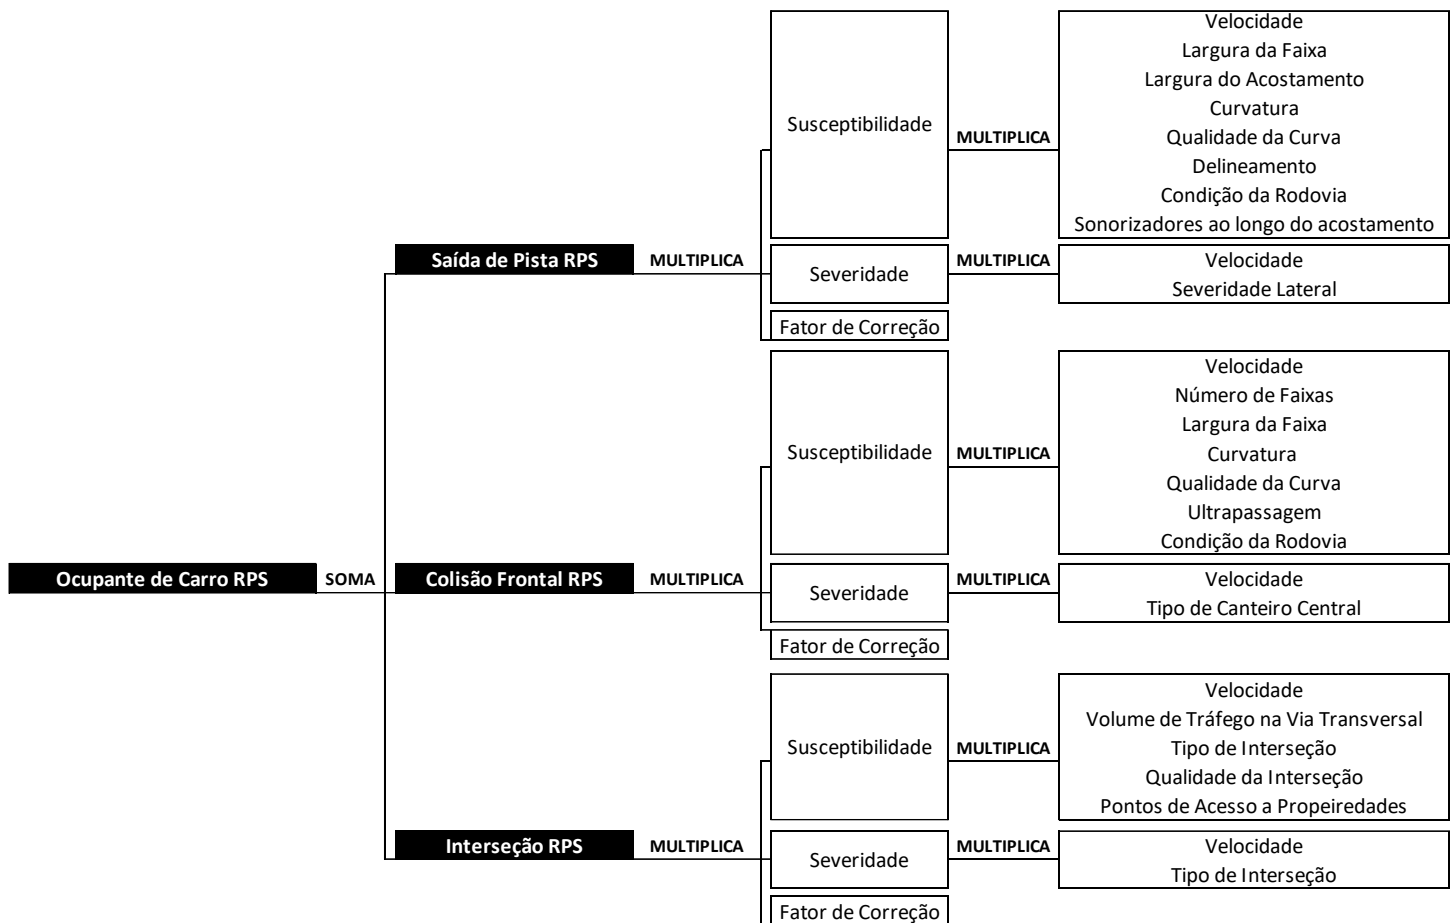 Ocupante de Carro RPS
SOMA
Saída de Pista RPS
MULTIPLICA
Susceptibilidade
MULTIPLICA
Velocidade
Largura da Faixa
Largura do Acostamento
Curvatura
Qualidade da Curva
Delineamento
Condição da Rodovia
Sonorizadores ao longo do acostamento
Severidade
MULTIPLICA
Velocidade
Severidade Lateral
Fator de Correção
Colisão Frontal RPS
MULTIPLICA
Susceptibilidade
MULTIPLICA
Velocidade
Número de Faixas
Largura da Faixa
Curvatura
Qualidade da Curva
Ultrapassagem
Condição da Rodovia
Severidade
MULTIPLICA
Velocidade
Tipo de Canteiro Central
Fator de Correção
Interseção RPS
MULTIPLICA
Susceptibilidade
MULTIPLICA
Velocidade
Volume de Tráfego na Via Transversal
Tipo de Interseção
Qualidade da Interseção
Pontos de Acesso a Propeiredades
Severidade
MULTIPLICA
Velocidade
Tipo de Interseção
Fator de Correção